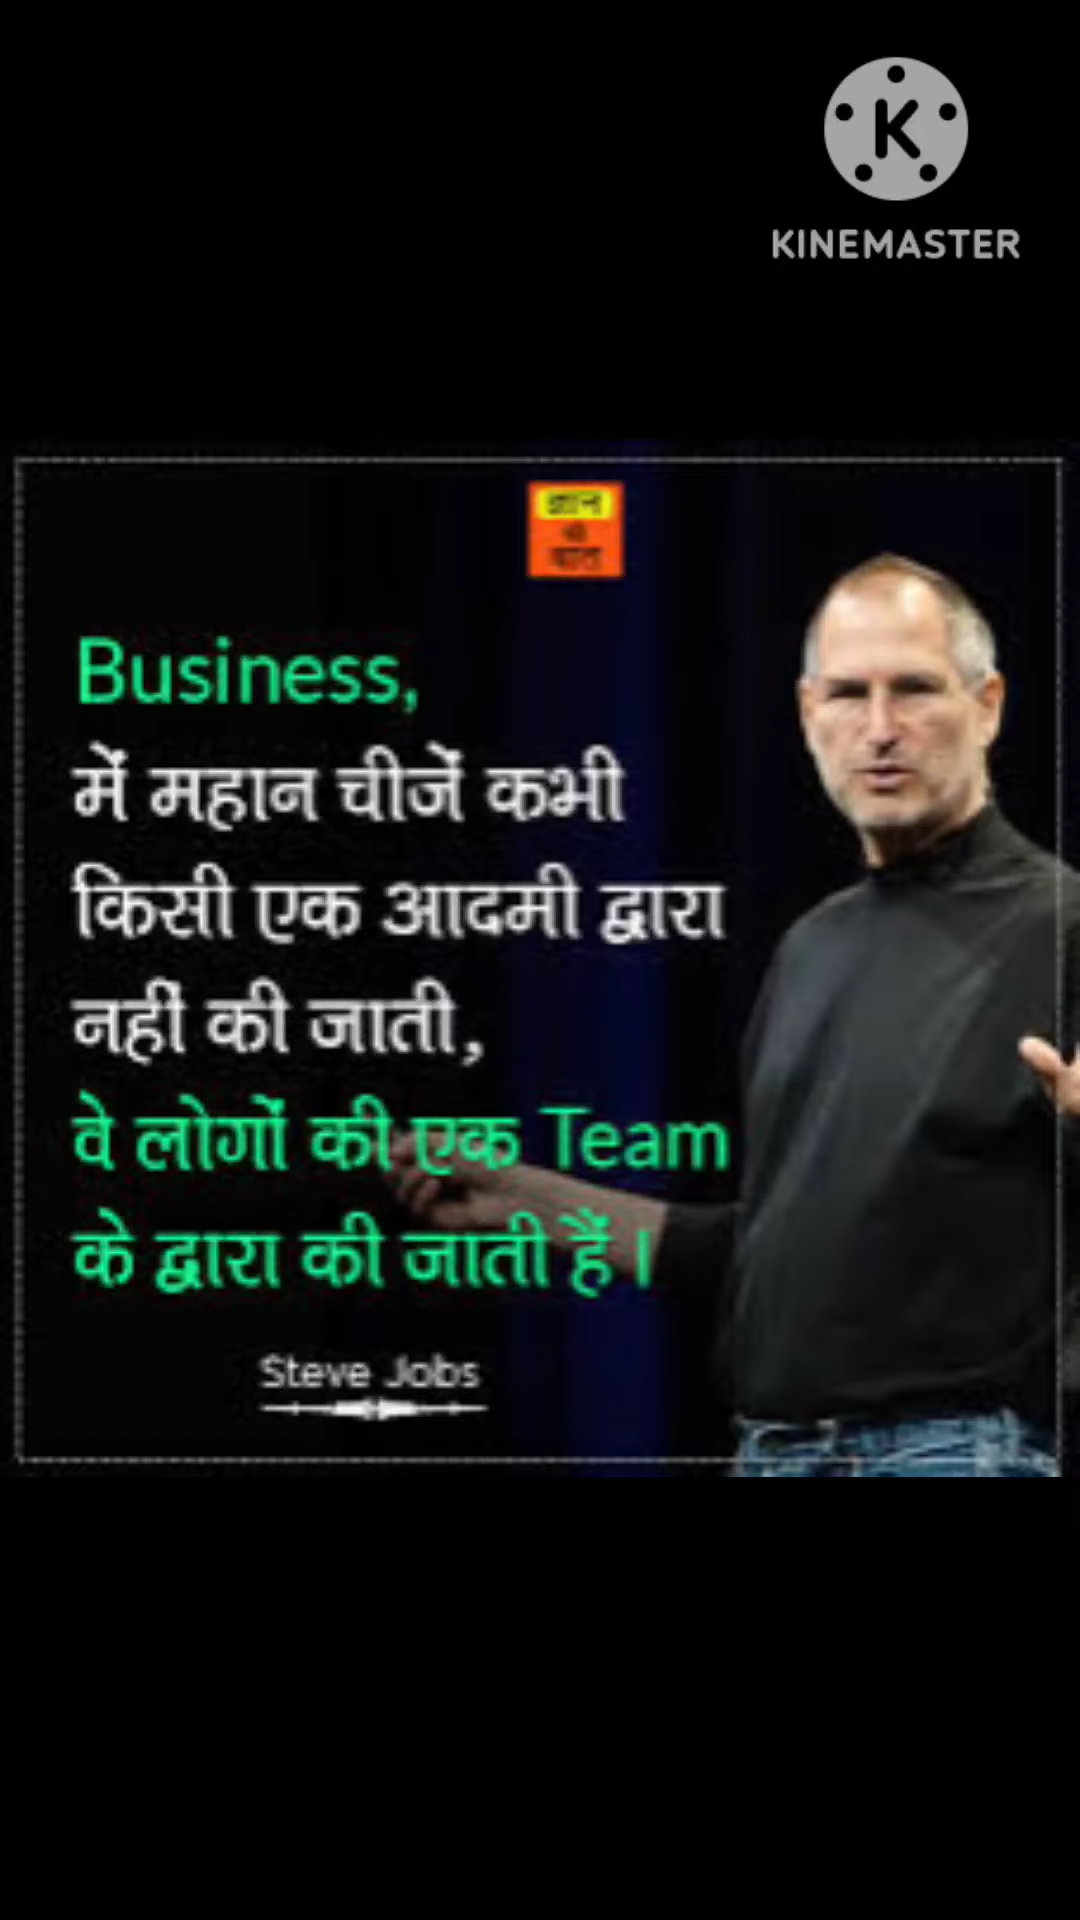 KINEMASTER
ज्ञान
की
बात
Business,
में महान चीजें कभी
किसी एक आदमी द्वारा
नहीं की जाती,
वे लोगों की एक Team
के द्वारा की जाती हैं।
Steve Jobs